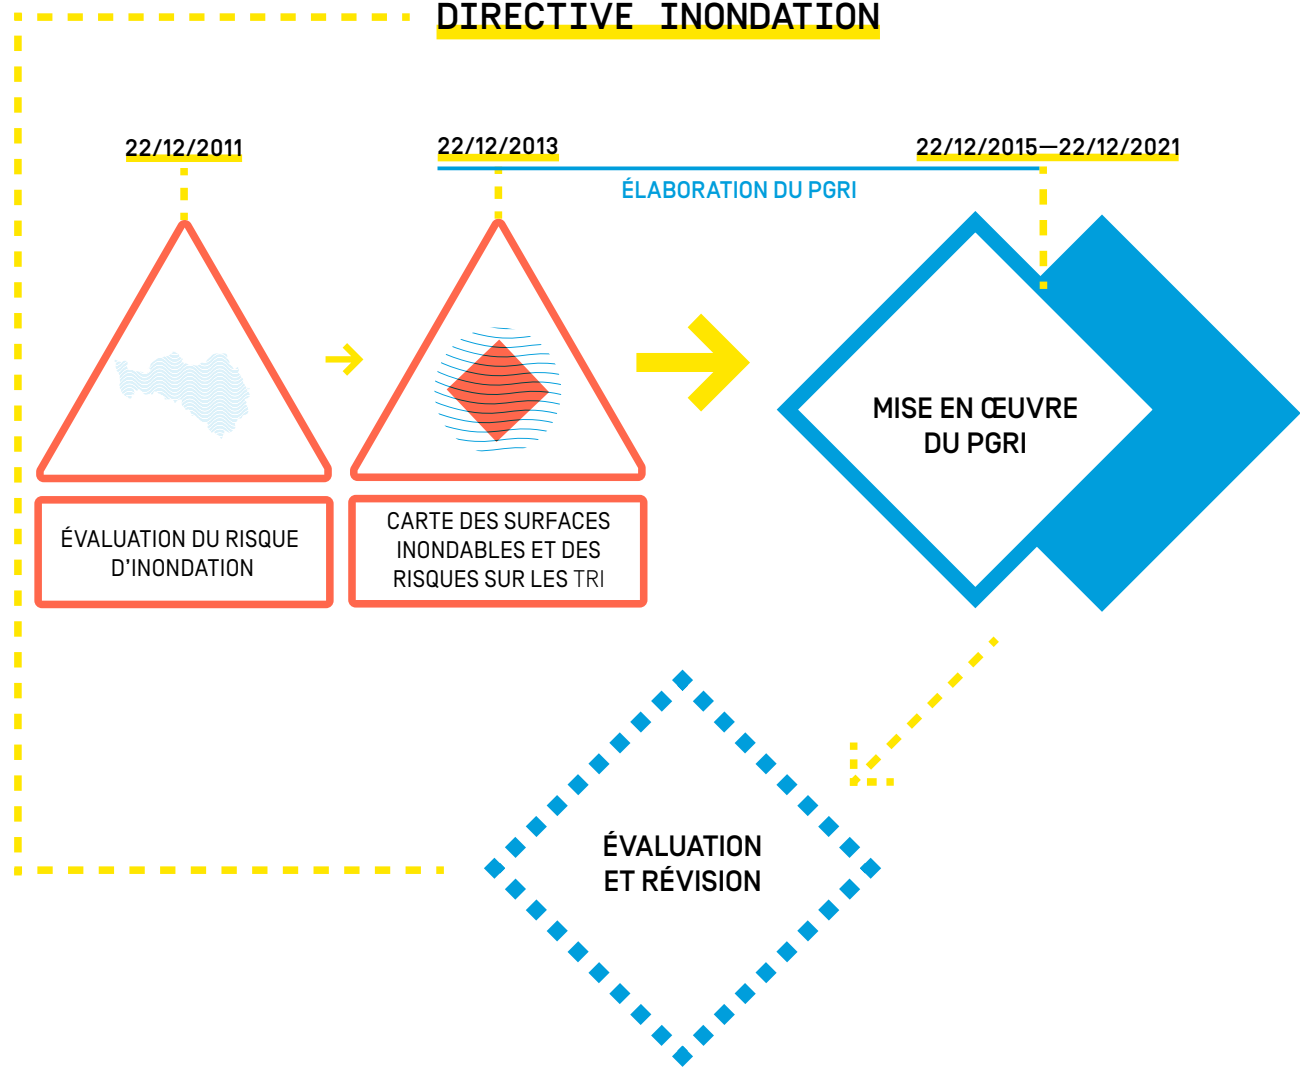 DIRECTIVE INONDATION
22/12/2011
22/12/2013
22/12/2015—22/12/2021
ÉLABORATION DU PGRI
MISE EN ŒUVRE
DU PGRI
ÉVALUATION DU RISQUE
D'INONDATION
CARTE DES SURFACES
INONDABLES ET DES
RISQUES SUR LES TRI
ÉVALUATION
ET RÉVISION